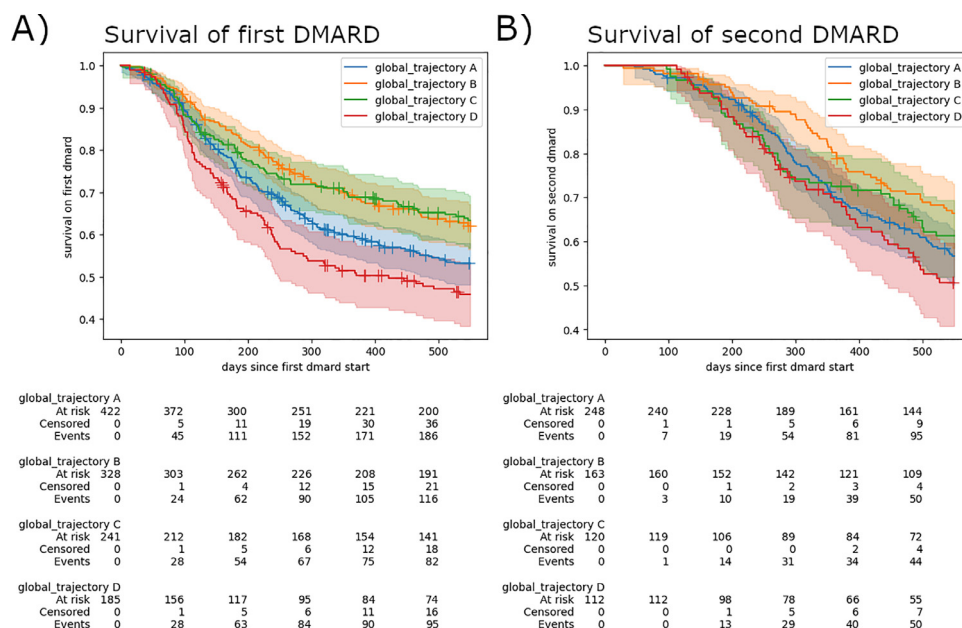 A) Survival of first DMARD
survival on first dmard
1.0
0.9
0.8
0.7
0.6
0.5
0.4
global_trajectory A
global_trajectory B
global_trajectory C
global_trajectory D
0 100 200 300 400 500
days since first dmard start
global_trajectory A
At risk 422 372 300 251 221 200
Censored 0 5 11 19 30 36
Events 0 45 111 152 171 186
global_trajectory B
At risk 328 303 262 226 208 191
Censored 0 1 4 12 15 21
Events 0 24 62 90 105 116
global_trajectory C
At risk 241 212 182 168 154 141
Censored 0 1 5 6 12 18
Events 0 28 54 67 75 82
global_trajectory D
At risk 185 156 117 95 84 74
Censored 0 1 5 6 11 16
Events 0 28 63 84 90 95
B) Survival of second DMARD
survival on second dmard
1.0
0.9
0.8
0.7
0.6
0.5
0.4
global_trajectory A
global_trajectory B
global_trajectory C
global_trajectory D
0 100 200 300 400 500
days since first dmard start
global_trajectory A
At risk 248 240 228 189 161 144
Censored 0 1 1 5 6 9
Events 0 7 19 54 81 95
global_trajectory B
At risk 163 160 152 142 121 109
Censored 0 0 1 2 3 4
Events 0 3 10 19 39 50
global_trajectory C
At risk 120 119 106 89 84 72
Censored 0 0 0 0 2 4
Events 0 1 14 31 34 44
global_trajectory D
At risk 112 112 98 78 66 55
Censored 0 0 1 5 6 7
Events 0 0 13 29 40 50